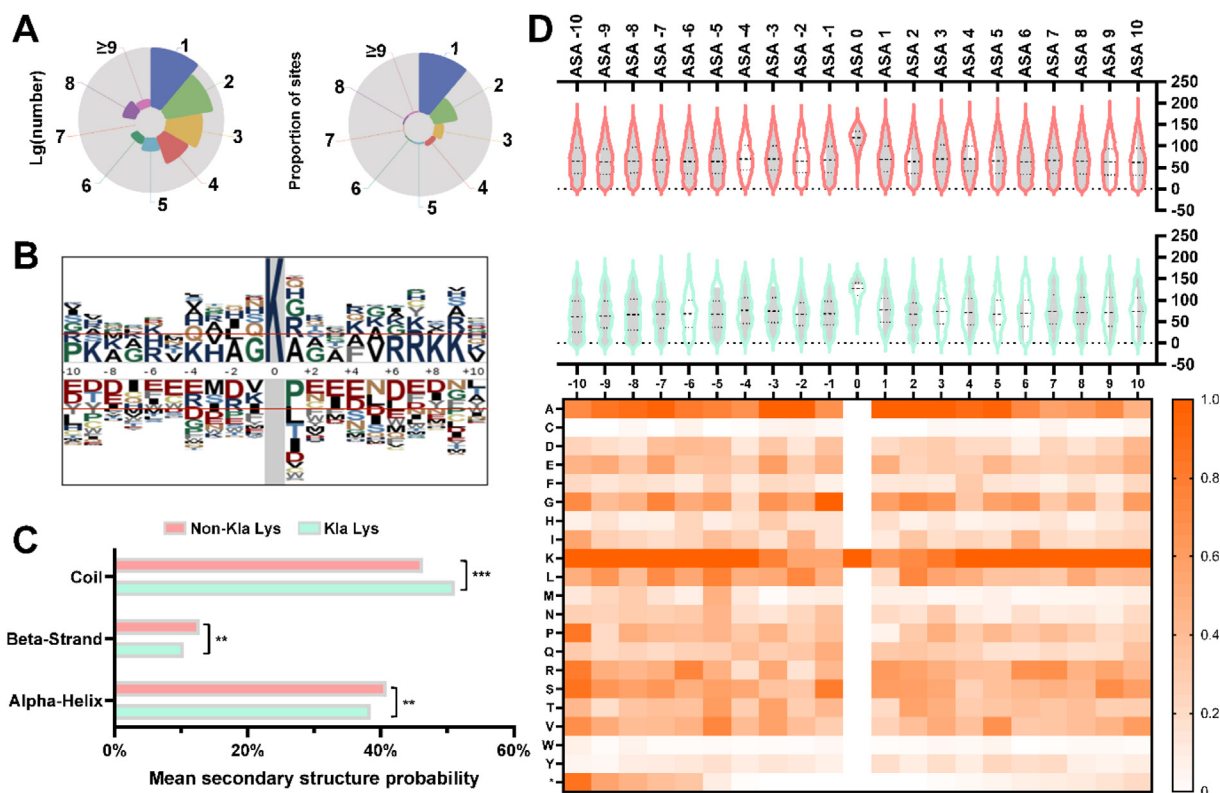 A
Lg(number)
≥9
1
2
3
4
5
6
7
8
Proportion of sites
≥9
1
2
3
4
5
6
7
8
B
-10 -8 -6 -4 -2 0 +2 +4 +6 +8 +10
C
Non-Kla Lys
Kla Lys
Coil
***
Beta-Strand
**
Alpha-Helix
**
0% 20% 40% 60%
Mean secondary structure probability
D
ASA -10 ASA -9 ASA -8 ASA -7 ASA -6 ASA -5 ASA -4 ASA -3 ASA -2 ASA -1 ASA 0 ASA 1 ASA 2 ASA 3 ASA 4 ASA 5 ASA 6 ASA 7 ASA 8 ASA 9 ASA 10
250
200
150
100
50
0
-50
250
200
150
100
50
0
-50
-10 -9 -8 -7 -6 -5 -4 -3 -2 -1 0 1 2 3 4 5 6 7 8 9 10
A
C
D
E
F
G
H
I
K
L
M
N
P
Q
R
S
T
V
W
Y
*
1.0
0.8
0.6
0.4
0.2
0